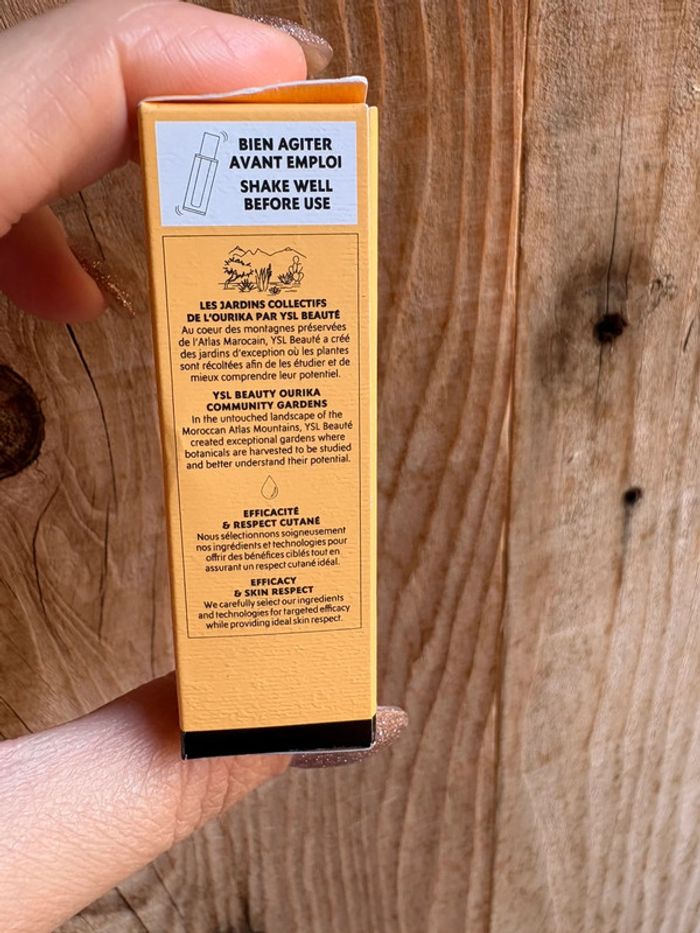 BIEN AGITER
AVANT EMPLOI
SHAKE WELL
BEFORE USE
LES JARDINS COLLECTIFS
DE L'OURIKA PAR YSL BEAUTÉ
Au coeur des montagnes préservées
de l'Atlas Marocain, YSL Beauté a créé
des jardins d'exception où les plantes
sont récoltées afin de les étudier et de
mieux comprendre leur potentiel.
YSL BEAUTY OURIKA
COMMUNITY GARDENS
In the untouched landscape of the
Moroccan Atlas Mountains, YSL Beauté
created exceptional gardens where
botanicals are harvested to be studied
and better understand their potential.
EFFICACITÉ
& RESPECT CUTANÉ
Nous sélectionnons soigneusement
nos ingrédients et technologies pour
offrir des bénéfices ciblés tout en
assurant un respect cutané idéal.
EFFICACY
& SKIN RESPECT
We carefully select our ingredients
and technologies for targeted efficacy
while providing ideal skin respect.